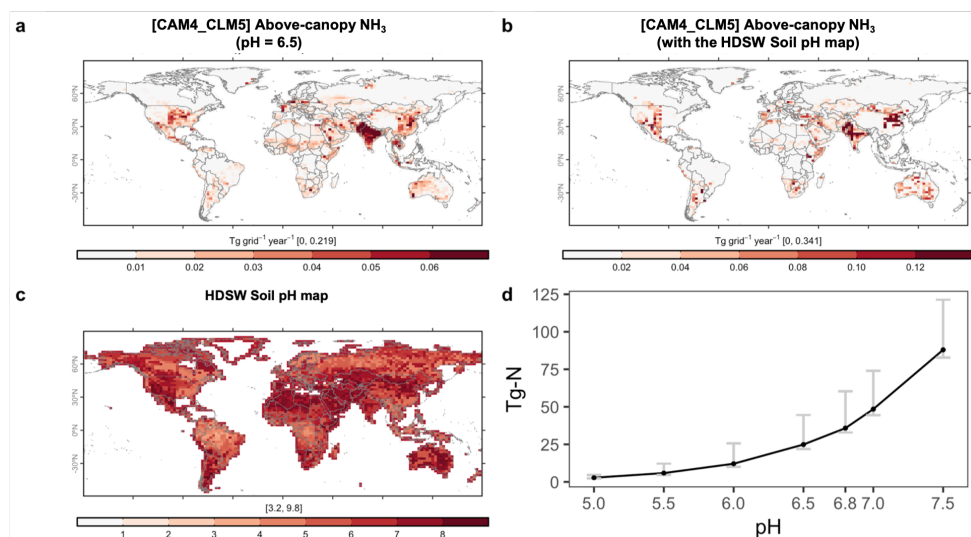 a
[CAM4_CLM5] Above-canopy NH₃
(pH = 6.5)
60°N
30°N
0°N
-30°N
Tg grid⁻¹ year⁻¹ [0, 0.219]
0.01 0.02 0.03 0.04 0.05 0.06
b
[CAM4_CLM5] Above-canopy NH₃
(with the HDSW Soil pH map)
60°N
30°N
0°N
-30°N
Tg grid⁻¹ year⁻¹ [0, 0.341]
0.02 0.04 0.06 0.08 0.10 0.12
c
HDSW Soil pH map
60°N
30°N
0°N
-30°N
[3.2, 9.8]
1 2 3 4 5 6 7 8
d
125
100
75
50
25
0
Tg-N
5.0 5.5 6.0 6.5 6.8 7.0 7.5
pH